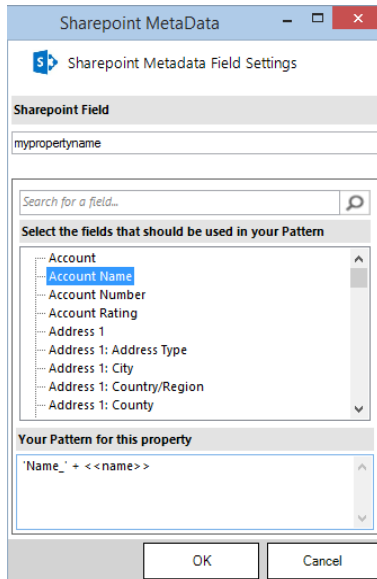 Sharepoint MetaData
Sharepoint Metadata Field Settings
Sharepoint Field
mypropertyname
Search for a field...
Select the fields that should be used in your Pattern
Account
Account Name
Account Number
Account Rating
Address 1
Address 1: Address Type
Address 1: City
Address 1: Country/Region
Address 1: County
Your Pattern for this property
'Name_' + <<name>>
OK Cancel